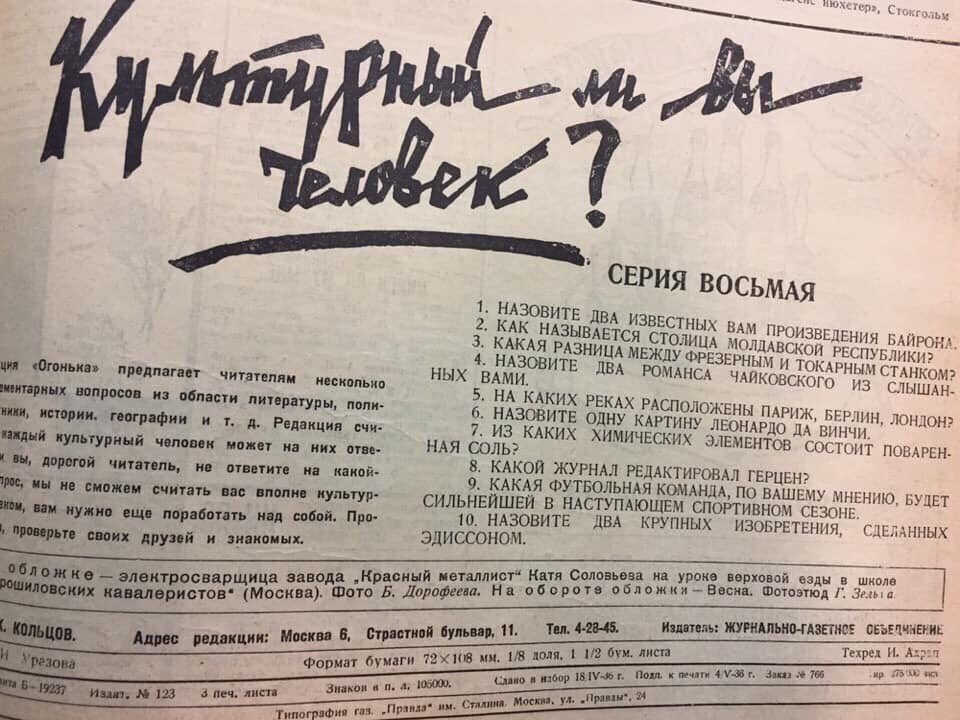 нюхетер», Стокгольм
Культурный ли вы
человек?
СЕРИЯ ВОСЬМАЯ
1. НАЗОВИТЕ ДВА ИЗВЕСТНЫХ ВАМ ПРОИЗВЕДЕНИЯ БАЙРОНА.
2. КАК НАЗЫВАЕТСЯ СТОЛИЦА МОЛДАВСКОЙ РЕСПУБЛИКИ?
3. КАКАЯ РАЗНИЦА МЕЖДУ ФРЕЗЕРНЫМ И ТОКАРНЫМ СТАНКОМ?
4. НАЗОВИТЕ ДВА РОМАНСА ЧАЙКОВСКОГО ИЗ СЛЫШАН-
НЫХ ВАМИ.
5. НА КАКИХ РЕКАХ РАСПОЛОЖЕНЫ ПАРИЖ, БЕРЛИН, ЛОНДОН?
6. НАЗОВИТЕ ОДНУ КАРТИНУ ЛЕОНАРДО ДА ВИНЧИ.
7. ИЗ КАКИХ ХИМИЧЕСКИХ ЭЛЕМЕНТОВ СОСТОИТ ПОВАРЕН-
НАЯ СОЛЬ?
8. КАКОЙ ЖУРНАЛ РЕДАКТИРОВАЛ ГЕРЦЕН?
9. КАКАЯ ФУТБОЛЬНАЯ КОМАНДА, ПО ВАШЕМУ МНЕНИЮ, БУДЕТ
СИЛЬНЕЙШЕЙ В НАСТУПАЮЩЕМ СПОРТИВНОМ СЕЗОНЕ.
10. НАЗОВИТЕ ДВА КРУПНЫХ ИЗОБРЕТЕНИЯ, СДЕЛАННЫХ
ЭДИССОНОМ.
ция «Огонька» предлагает читателям несколько
ементарных вопросов из области литературы, поли-
ники, истории. географии и т. д. Редакция счи-
каждый культурный человек может на них отве-
и вы, дорогой читатель, не ответите на какой-
прос, мы не сможем считать вас вполне культур-
еком, вам нужно еще поработать над собой. Про-
, проверьте своих друзей и знакомых.
обложке — электросварщица завода „Красный металлист“ Катя Соловьева на уроке верховой езды в школе
рошиловских кавалеристов“ (Москва). Фото Б. Дорофеева. На обороте обложки — Весна. Фотоэтюд Г.
КОЛЬЦОВ. Адрес редакции: Москва 6, Страстной бульвар, 11. Тел. 4-28-45. Издатель: ЖУРНАЛЬНО-ГАЗЕТНОЕ ОБЪЕДИНЕНИЕ
Формат бумаги 72×108 мм, 1/8 доля, 1 1/2 бум. листа Техред И.
Б—19237 Издат. № 123 3 печ. листа Знаков в п. л. 105000. Сдано в набор 18/IV-36 г. Подп. к печати 4/V-36 г. Заказ № 766
Типография газ. „Правда“ им. Сталина. Москва, ул. „Правды“, 24